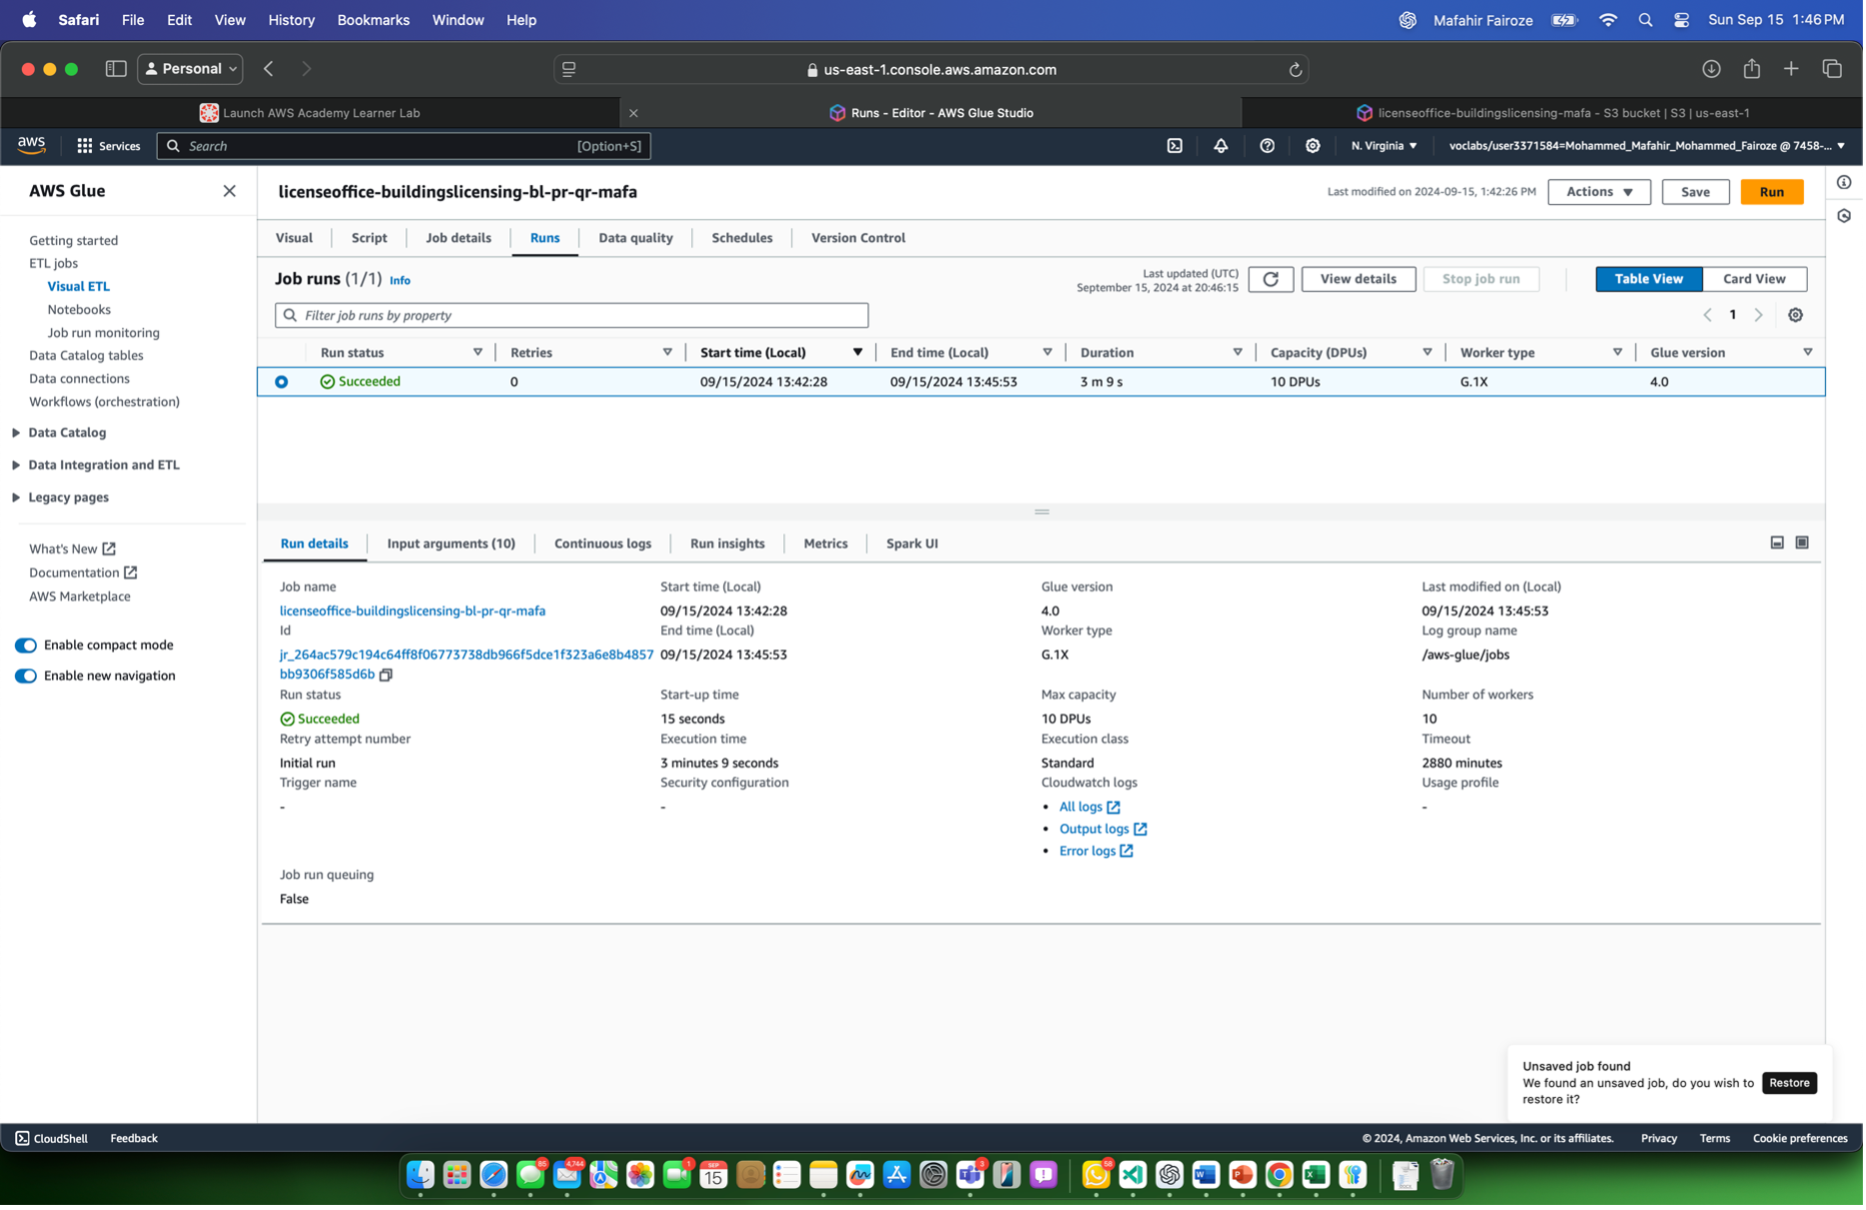 Safari File Edit View History Bookmarks Window Help Mafahir Fairoze Sun Sep 15 1:46 PM
Personal us-east-1.console.aws.amazon.com
Launch AWS Academy Learner Lab Runs - Editor - AWS Glue Studio licenseoffice-buildingslicensing-mafa - S3 bucket | S3 | us-east-1
aws Services Search [Option+S] N. Virginia voclabs/user3371584=Mohammed_Mafahir_Mohammed_Fairoze @ 7458-...
AWS Glue
Getting started
ETL jobs
Visual ETL
Notebooks
Job run monitoring
Data Catalog tables
Data connections
Workflows (orchestration)
Data Catalog
Data Integration and ETL
Legacy pages
What's New
Documentation
AWS Marketplace
Enable compact mode
Enable new navigation
licenseoffice-buildingslicensing-bl-pr-qr-mafa
Last modified on 2024-09-15, 1:42:26 PM Actions Save Run
Visual Script Job details Runs Data quality Schedules Version Control
Job runs (1/1) Info
Last updated (UTC)
September 15, 2024 at 20:46:15
View details Stop job run Table View Card View
Filter job runs by property
1
Run status Retries Start time (Local) End time (Local) Duration Capacity (DPUs) Worker type Glue version
Succeeded 0 09/15/2024 13:42:28 09/15/2024 13:45:53 3 m 9 s 10 DPUs G.1X 4.0
Run details Input arguments (10) Continuous logs Run insights Metrics Spark UI
Job name Start time (Local) Glue version Last modified on (Local)
licenseoffice-buildingslicensing-bl-pr-qr-mafa 09/15/2024 13:42:28 4.0 09/15/2024 13:45:53
Id End time (Local) Worker type Log group name
jr_264ac579c194c64ff8f06773738db966f5dce1f323a6e8b4857 09/15/2024 13:45:53 G.1X /aws-glue/jobs
bb9306f585d6b
Run status Start-up time Max capacity Number of workers
Succeeded 15 seconds 10 DPUs 10
Retry attempt number Execution time Execution class Timeout
Initial run 3 minutes 9 seconds Standard 2880 minutes
Trigger name Security configuration Cloudwatch logs Usage profile
- - • All logs -
• Output logs
• Error logs
Job run queuing
False
Unsaved job found
We found an unsaved job, do you wish to
restore it?
Restore
CloudShell Feedback © 2024, Amazon Web Services, Inc. or its affiliates. Privacy Terms Cookie preferences
85 4,744 1 SEP 15 3 58